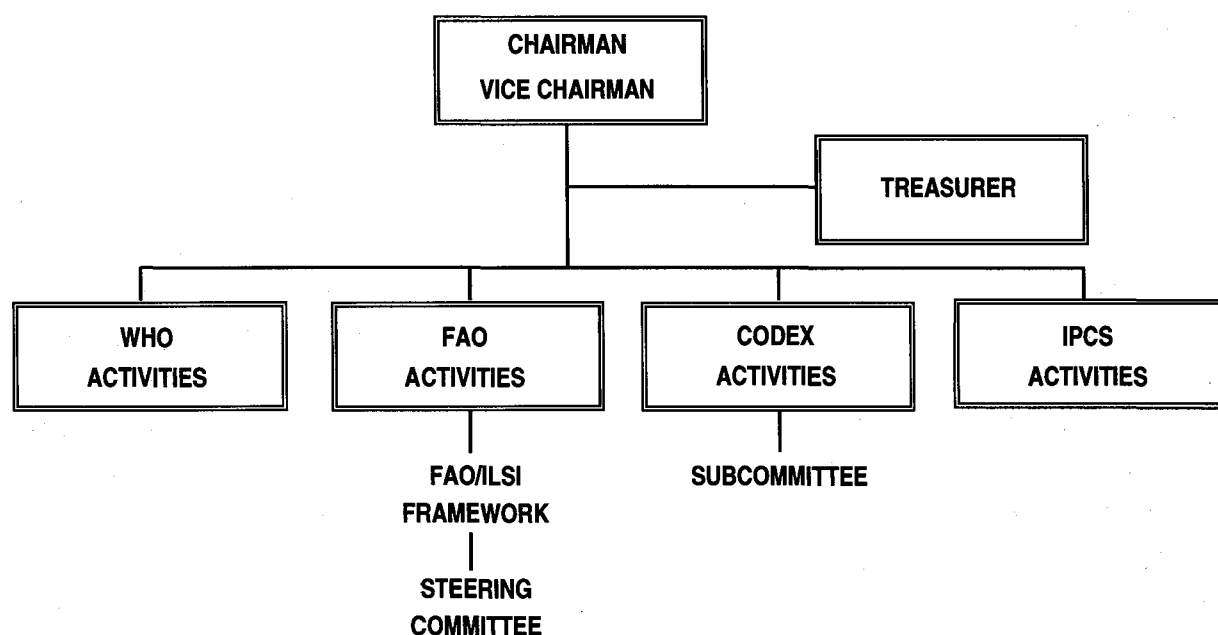 CHAIRMAN
VICE CHAIRMAN
TREASURER
WHO
ACTIVITIES
FAO
ACTIVITIES
CODEX
ACTIVITIES
IPCS
ACTIVITIES
FAO/ILSI
FRAMEWORK
SUBCOMMITTEE
STEERING
COMMITTEE